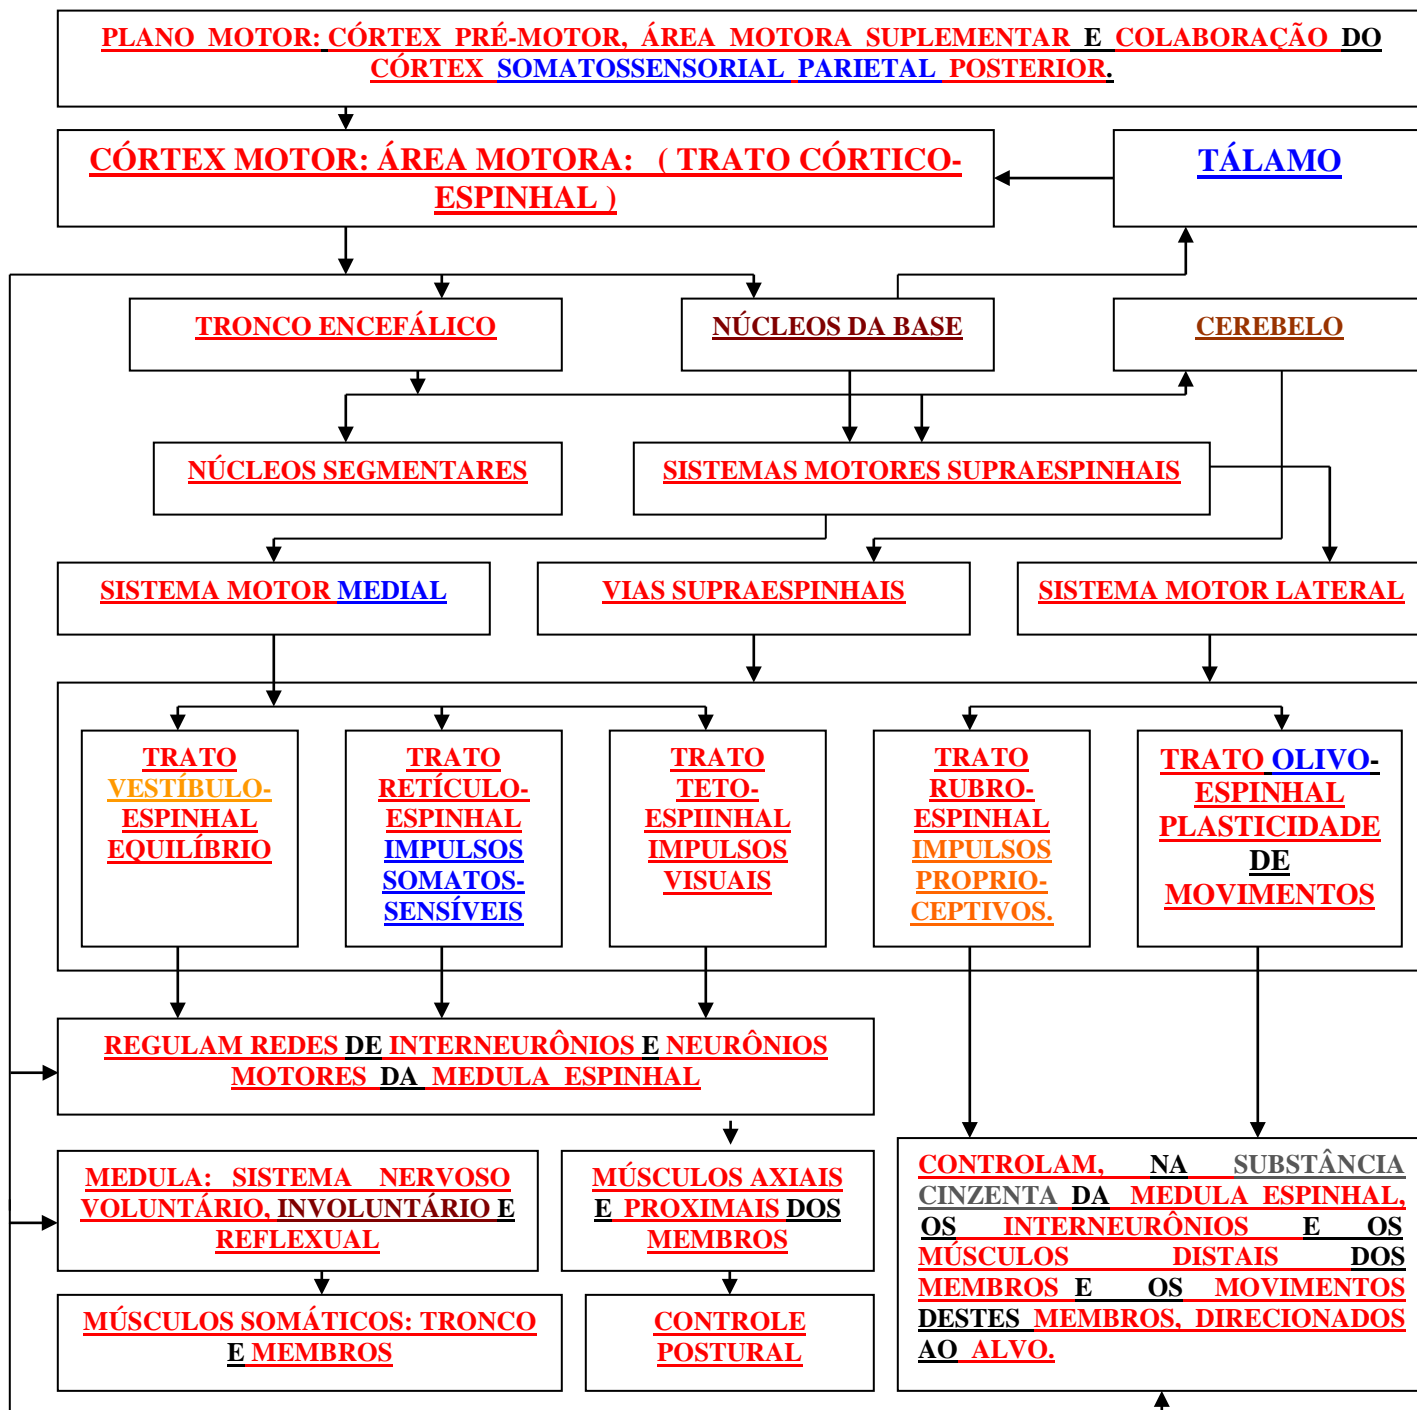 PLANO MOTOR: CÓRTEX PRÉ-MOTOR, ÁREA MOTORA SUPLEMENTAR E COLABORAÇÃO DO
CÓRTEX SOMATOSSENSORIAL PARIETAL POSTERIOR.
CÓRTEX MOTOR: ÁREA MOTORA: ( TRATO CÓRTICO-
ESPINHAL )
TÁLAMO
TRONCO ENCEFÁLICO
NÚCLEOS DA BASE
CEREBELO
NÚCLEOS SEGMENTARES
SISTEMAS MOTORES SUPRAESPINHAIS
SISTEMA MOTOR MEDIAL
VIAS SUPRAESPINHAIS
SISTEMA MOTOR LATERAL
TRATO
VESTÍBULO-
ESPINHAL
EQUILÍBRIO
TRATO
RETÍCULO-
ESPINHAL
IMPULSOS
SOMATOS-
SENSÍVEIS
TRATO
TETO-
ESPIINHAL
IMPULSOS
VISUAIS
TRATO
RUBRO-
ESPINHAL
IMPULSOS
PROPRIO-
CEPTIVOS.
TRATO OLIVO-
ESPINHAL
PLASTICIDADE
DE
MOVIMENTOS
REGULAM REDES DE INTERNEURÔNIOS E NEURÔNIOS
MOTORES DA MEDULA ESPINHAL
MEDULA: SISTEMA NERVOSO
VOLUNTÁRIO, INVOLUNTÁRIO E
REFLEXUAL
MÚSCULOS AXIAIS
E PROXIMAIS DOS
MEMBROS
CONTROLAM, NA SUBSTÂNCIA
CINZENTA DA MEDULA ESPINHAL,
OS INTERNEURÔNIOS E OS
MÚSCULOS DISTAIS DOS
MEMBROS E OS MOVIMENTOS
DESTES MEMBROS, DIRECIONADOS
AO ALVO.
MÚSCULOS SOMÁTICOS: TRONCO
E MEMBROS
CONTROLE
POSTURAL